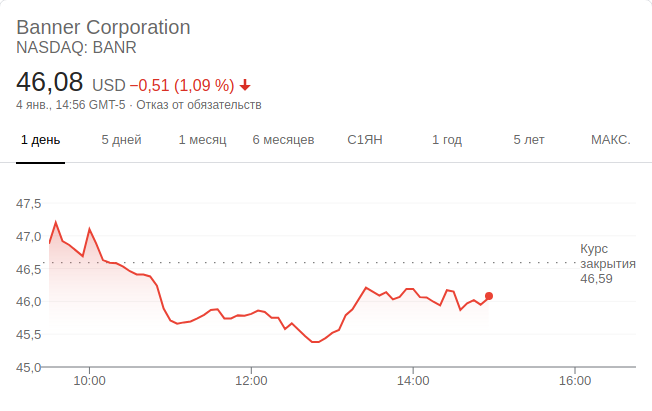 Banner Corporation
NASDAQ: BANR
46,08 USD −0,51 (1,09 %)
4 янв., 14:56 GMT-5 · Отказ от обязательств
1 день 5 дней 1 месяц 6 месяцев С1ЯН 1 год 5 лет МАКС.
47,5
47,0
46,5
46,0
45,5
45,0
Курс
закрытия
46,59
10:00 12:00 14:00 16:00